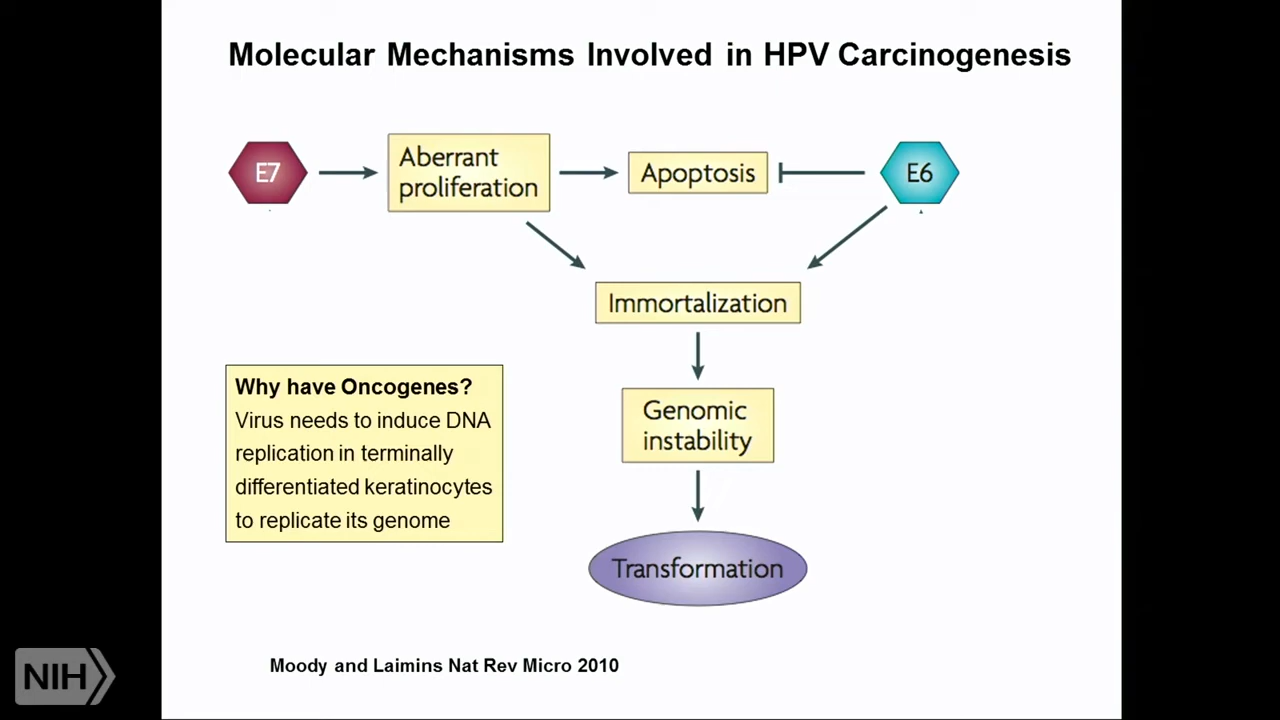 Molecular Mechanisms Involved in HPV Carcinogenesis
E7
Aberrant
proliferation
Apoptosis
E6
Immortalization
Genomic
instability
Transformation
Why have Oncogenes?
Virus needs to induce DNA
replication in terminally
differentiated keratinocytes
to replicate its genome
Moody and Laimins Nat Rev Micro 2010
NIH